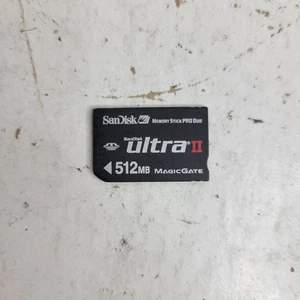 SanDisk MEMORY STICK PRO DUO
SanDisk
ultra II
512MB MAGICGATE